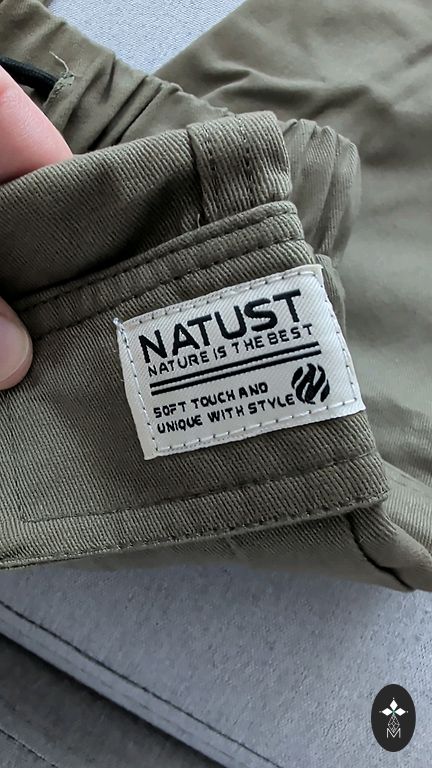 NATUST
NATURE IS THE BEST
SOFT TOUCH AND
UNIQUE WITH STYLE
M